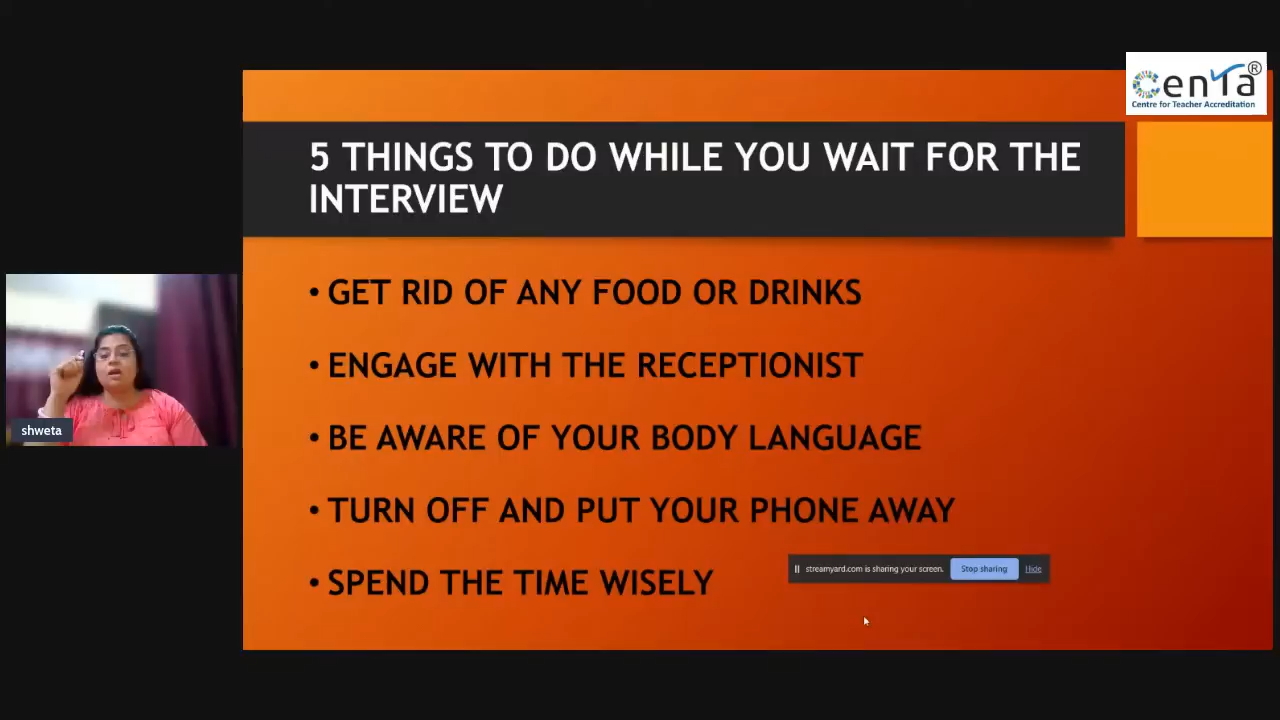 CENTA®
Centre for Teacher Accreditation
5 THINGS TO DO WHILE YOU WAIT FOR THE
INTERVIEW
• GET RID OF ANY FOOD OR DRINKS
• ENGAGE WITH THE RECEPTIONIST
• BE AWARE OF YOUR BODY LANGUAGE
• TURN OFF AND PUT YOUR PHONE AWAY
• SPEND THE TIME WISELY
streamyard.com is sharing your screen. Stop sharing Hide
shweta